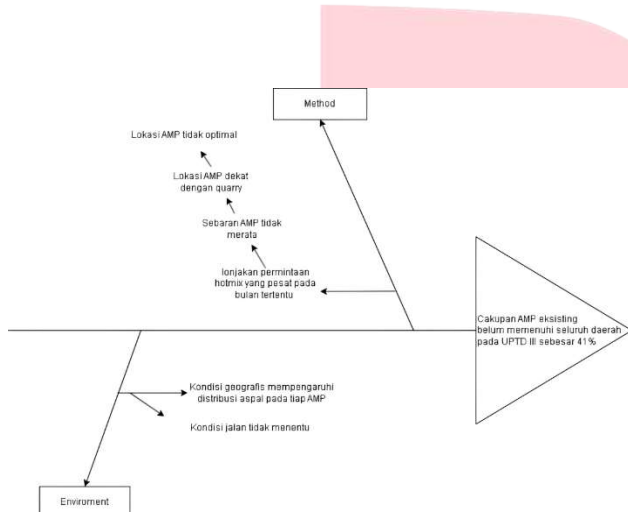 Method
Lokasi AMP tidak optimal
Lokasi AMP dekat
dengan quarry
Sebaran AMP tidak
merata
lonjakan permintaan
hotmix yang pesat pada
bulan tertentu
Cakupan AMP eksisting
belum memenuhi seluruh daerah
pada UPTD III sebesar 41%
Kondisi geografis mempengaruhi
distribusi aspal pada tiap AMP
Kondisi jalan tidak menentu
Enviroment